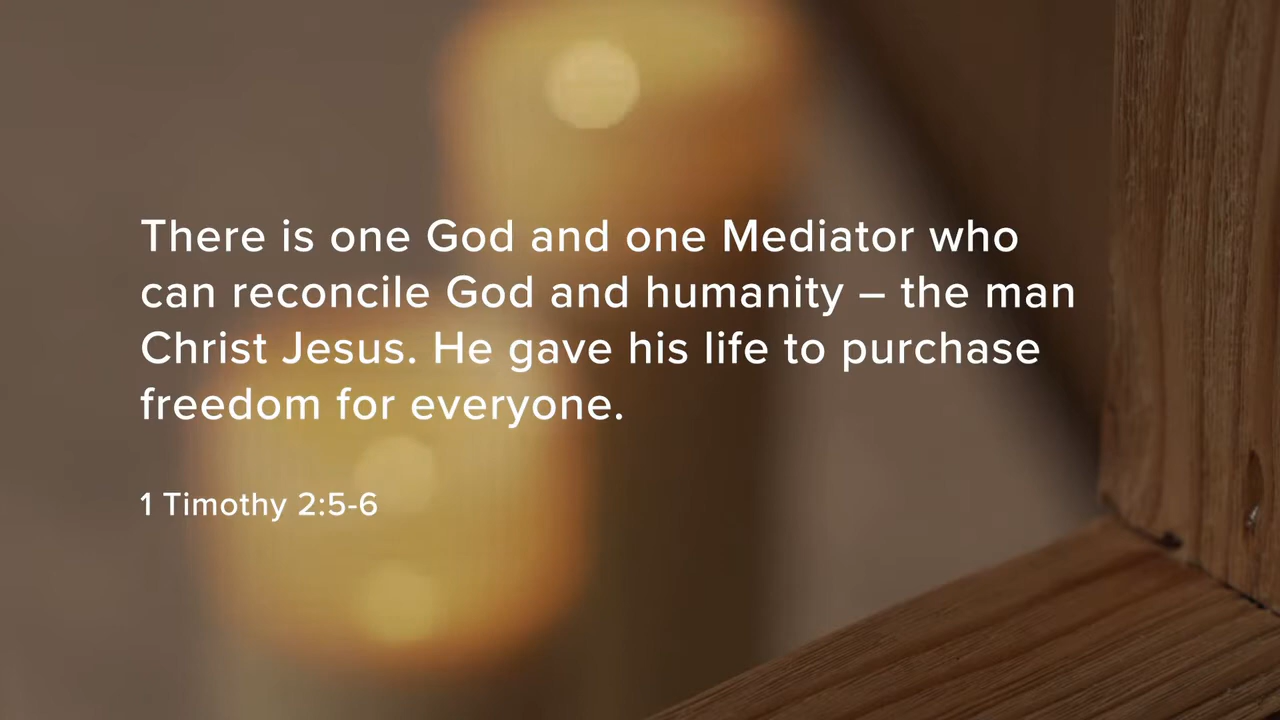 There is one God and one Mediator who
can reconcile God and humanity – the man
Christ Jesus. He gave his life to purchase
freedom for everyone.
1 Timothy 2:5-6